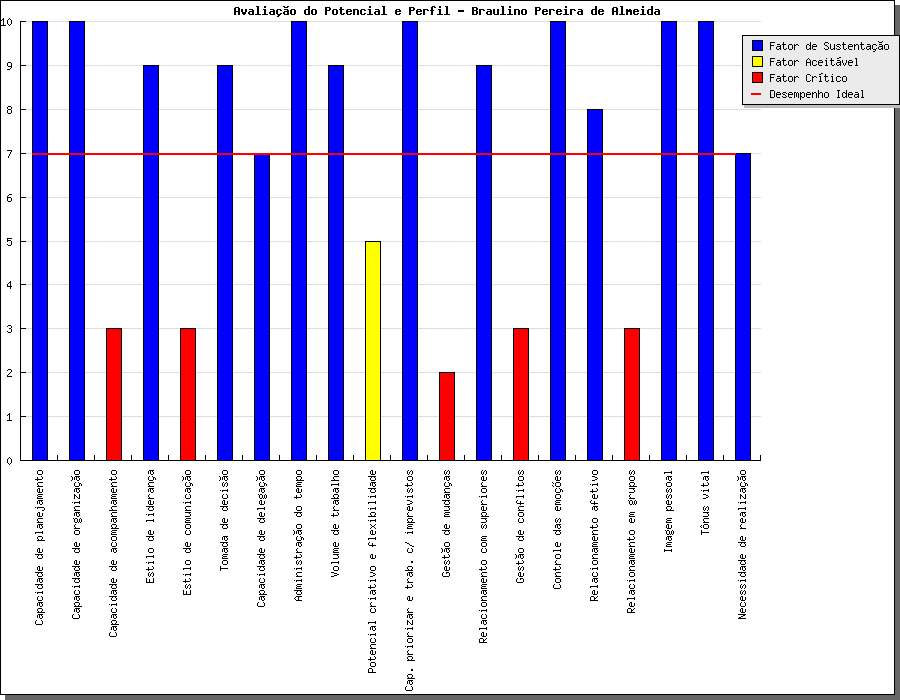 Avaliação do Potencial e Perfil - Braulino Pereira de Almeida
Fator de Sustentação
Fator Aceitável
Fator Crítico
Desempenho Ideal
10
9
8
7
6
5
4
3
2
1
0
Capacidade de planejamento
Capacidade de organização
Capacidade de acompanhamento
Estilo de liderança
Estilo de comunicação
Tomada de decisão
Capacidade de delegação
Administração do tempo
Volume de trabalho
Potencial criativo e flexibilidade
Cap. priorizar e trab. c/ imprevistos
Gestão de mudanças
Relacionamento com superiores
Gestão de conflitos
Controle das emoções
Relacionamento afetivo
Relacionamento em grupos
Imagem pessoal
Tônus vital
Necessidade de realização